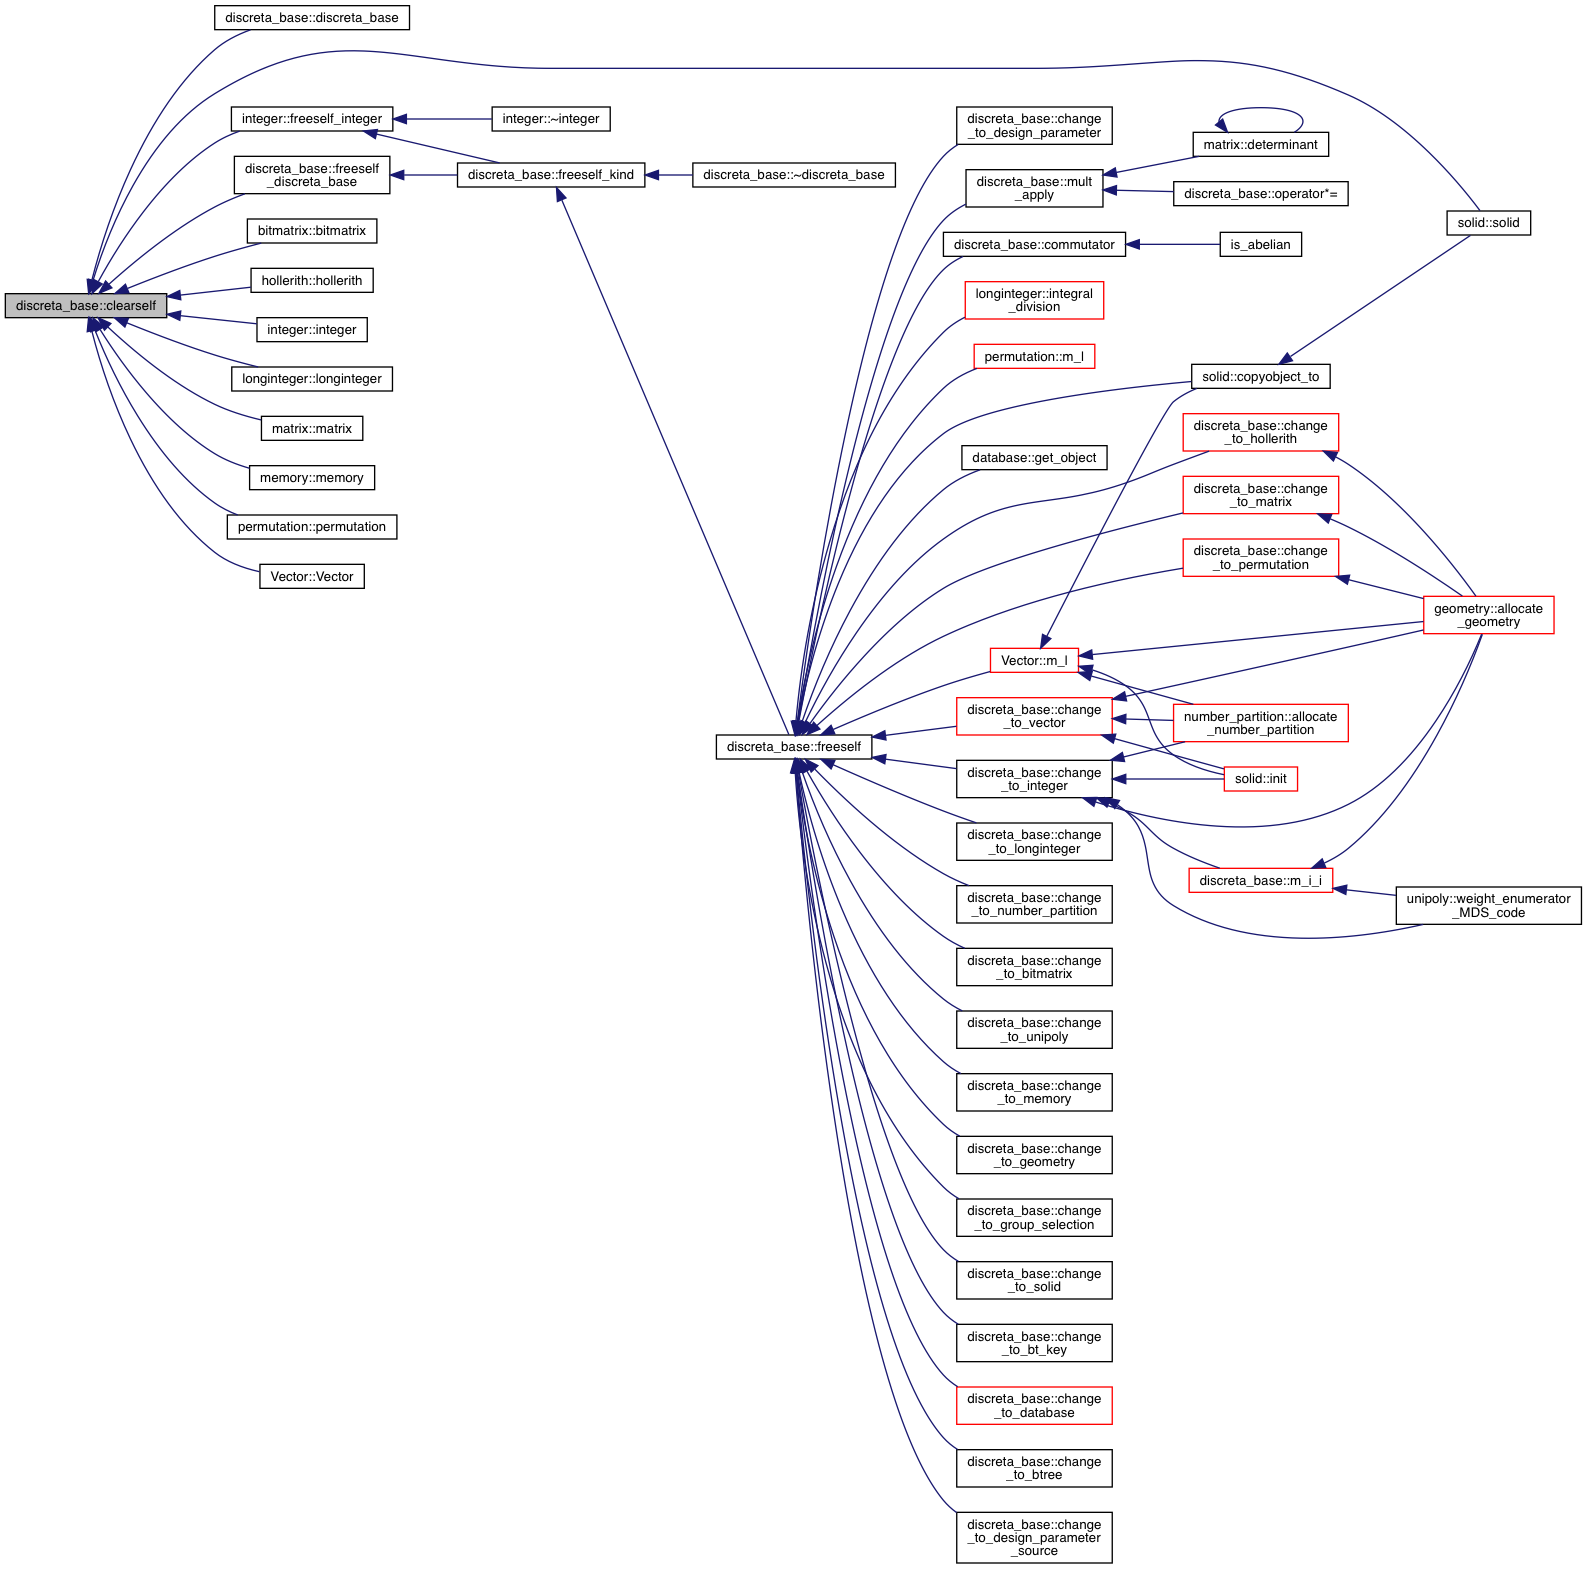 discreta_base::discreta_base
integer::freeself_integer
integer::~integer
discreta_base::freeself
_discreta_base
discreta_base::freeself_kind
discreta_base::~discreta_base
bitmatrix::bitmatrix
hollerith::hollerith
discreta_base::clearself
integer::integer
longinteger::longinteger
matrix::matrix
memory::memory
permutation::permutation
Vector::Vector
discreta_base::freeself
discreta_base::change
_to_design_parameter
discreta_base::mult
_apply
discreta_base::commutator
longinteger::integral
_division
permutation::m_l
database::get_object
Vector::m_l
discreta_base::change
_to_vector
discreta_base::change
_to_integer
discreta_base::change
_to_longinteger
discreta_base::change
_to_number_partition
discreta_base::change
_to_bitmatrix
discreta_base::change
_to_unipoly
discreta_base::change
_to_memory
discreta_base::change
_to_geometry
discreta_base::change
_to_group_selection
discreta_base::change
_to_solid
discreta_base::change
_to_bt_key
discreta_base::change
_to_database
discreta_base::change
_to_btree
discreta_base::change
_to_design_parameter
_source
matrix::determinant
discreta_base::operator*=
is_abelian
solid::copyobject_to
discreta_base::change
_to_hollerith
discreta_base::change
_to_matrix
discreta_base::change
_to_permutation
number_partition::allocate
_number_partition
solid::init
discreta_base::m_i_i
solid::solid
geometry::allocate
_geometry
unipoly::weight_enumerator
_MDS_code